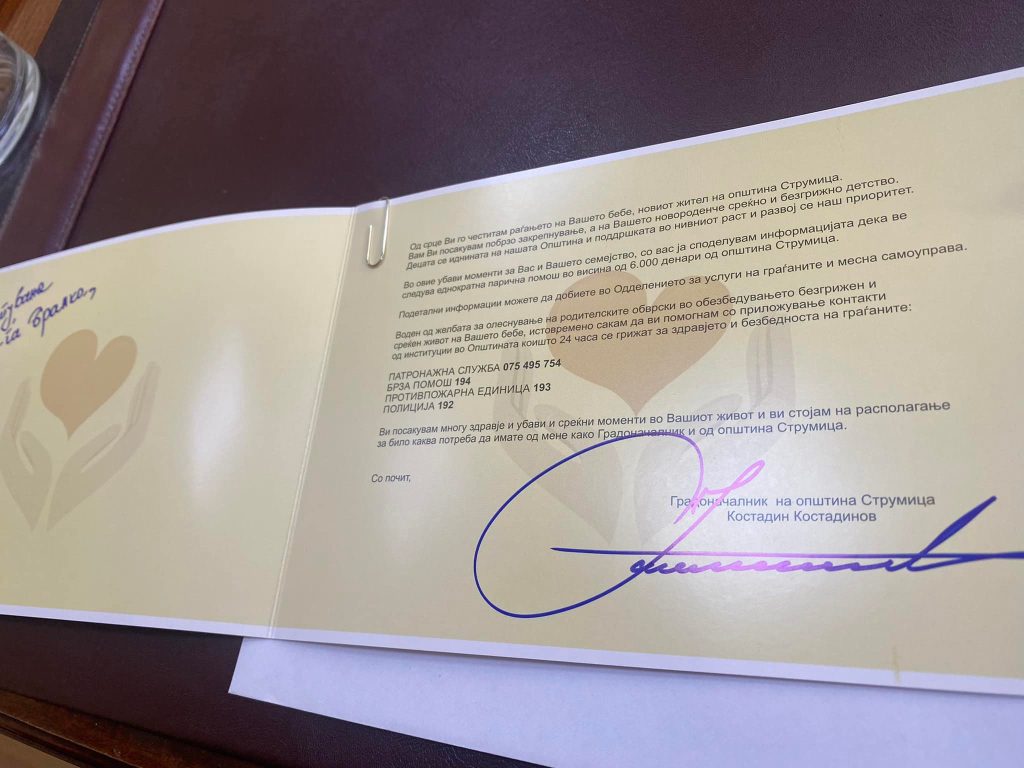 Од срце Ви го честитам раѓањето на Вашето бебе, новиот жител на општина Струмица.
Вам Ви посакувам побрзо закрепнување, а на Вашето новороденче среќно и безгрижно детство.
Децата се иднината на нашата Општина и поддршката во нивниот раст и развој се наш приоритет.
Во овие убави моменти за Вас и Вашето семејство, со вас ја споделувам информацијата дека ве
следува еднократна парична помош во висина од 6.000 денари од општина Струмица.
Подетални информации можете да добиете во Одделението за услуги на граѓаните и месна самоуправа.
Воден од желбата за олеснување на родителските обврски во обезбедувањето безгрижен и
среќен живот на Вашето бебе, истовремено сакам да ви помогнам со приложување контакти
од институции во Општината коишто 24 часа се грижат за здравјето и безбедноста на граѓаните:
ПАТРОНАЖНА СЛУЖБА 075 495 754
БРЗА ПОМОШ 194
ПРОТИВПОЖАРНА ЕДИНИЦА 193
ПОЛИЦИЈА 192
Ви посакувам многу здравје и убави и среќни моменти во Вашиот живот и ви стојам на располагање
за било каква потреба да имате од мене како Градоначалник и од општина Струмица.
Со почит,
Градоначалник на општина Струмица
Костадин Костадинов